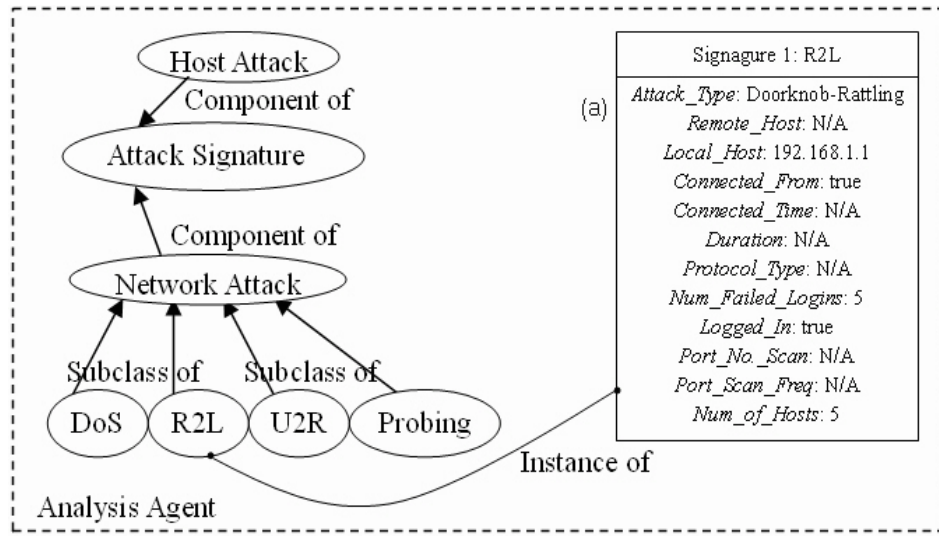 Host Attack
Component of
Attack Signature
Component of
Network Attack
Subclass of
Subclass of
DoS
R2L
U2R
Probing
Instance of
Analysis Agent
(a)
Signagure 1: R2L
Attack_Type: Doorknob-Rattling
Remote_Host: N/A
Local_Host: 192.168.1.1
Connected_From: true
Connected_Time: N/A
Duration: N/A
Protocol_Type: N/A
Num_Failed_Logins: 5
Logged_In: true
Port_No._Scan: N/A
Port_Scan_Freq: N/A
Num_of_Hosts: 5